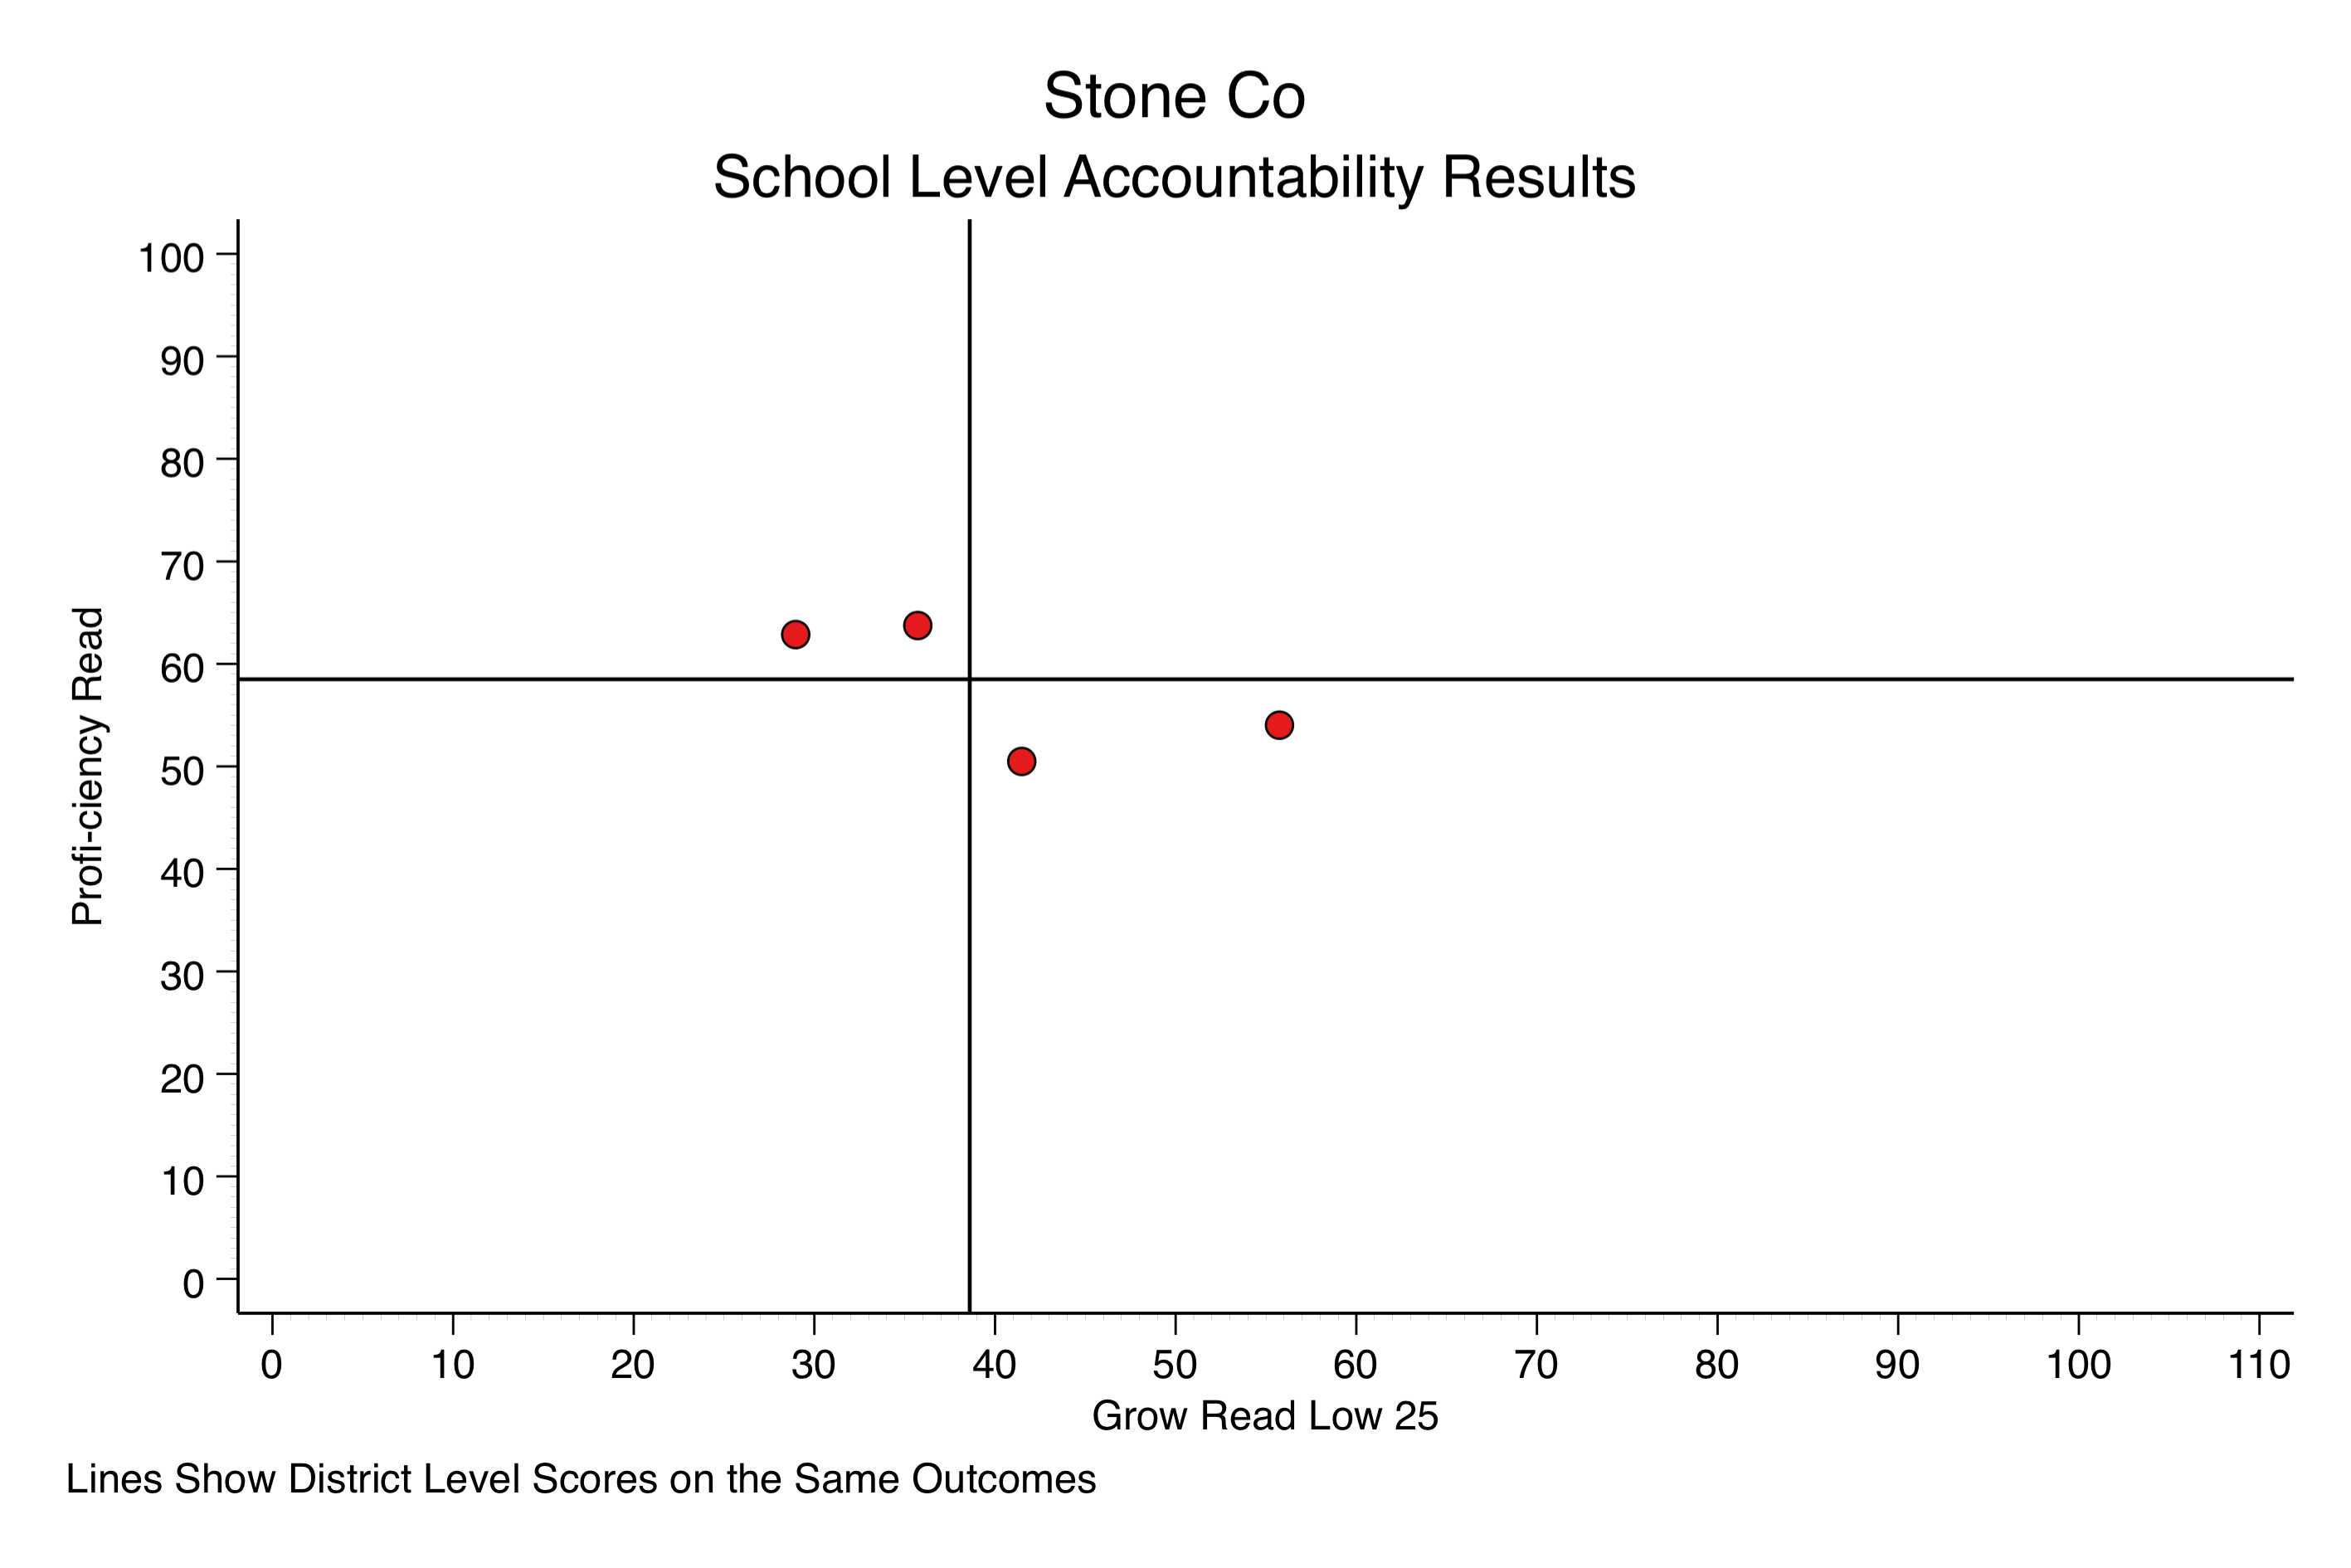 Stone Co
School Level Accountability Results
100
90
80
70
60
50
40
30
20
10
0
Profi-ciency Read
0 10 20 30 40 50 60 70 80 90 100 110
Grow Read Low 25
Lines Show District Level Scores on the Same Outcomes